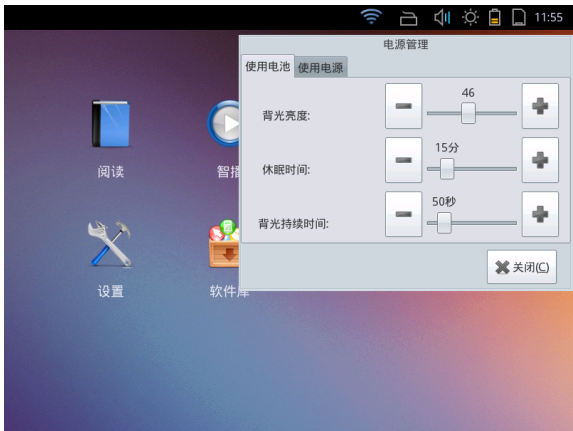 11:55
电源管理
使用电池 使用电源
背光亮度: 46
休眠时间: 15分
背光持续时间: 50秒
关闭(C)
阅读 智播
设置 软件库